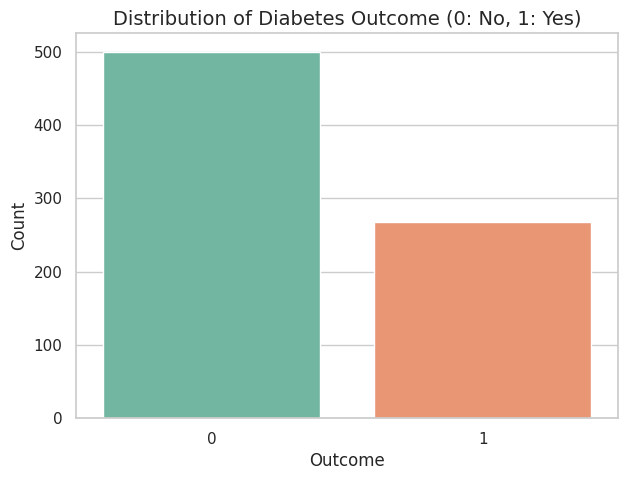 Distribution of Diabetes Outcome (0: No, 1: Yes)
500
400
300
200
100
0
Count
0 1
Outcome